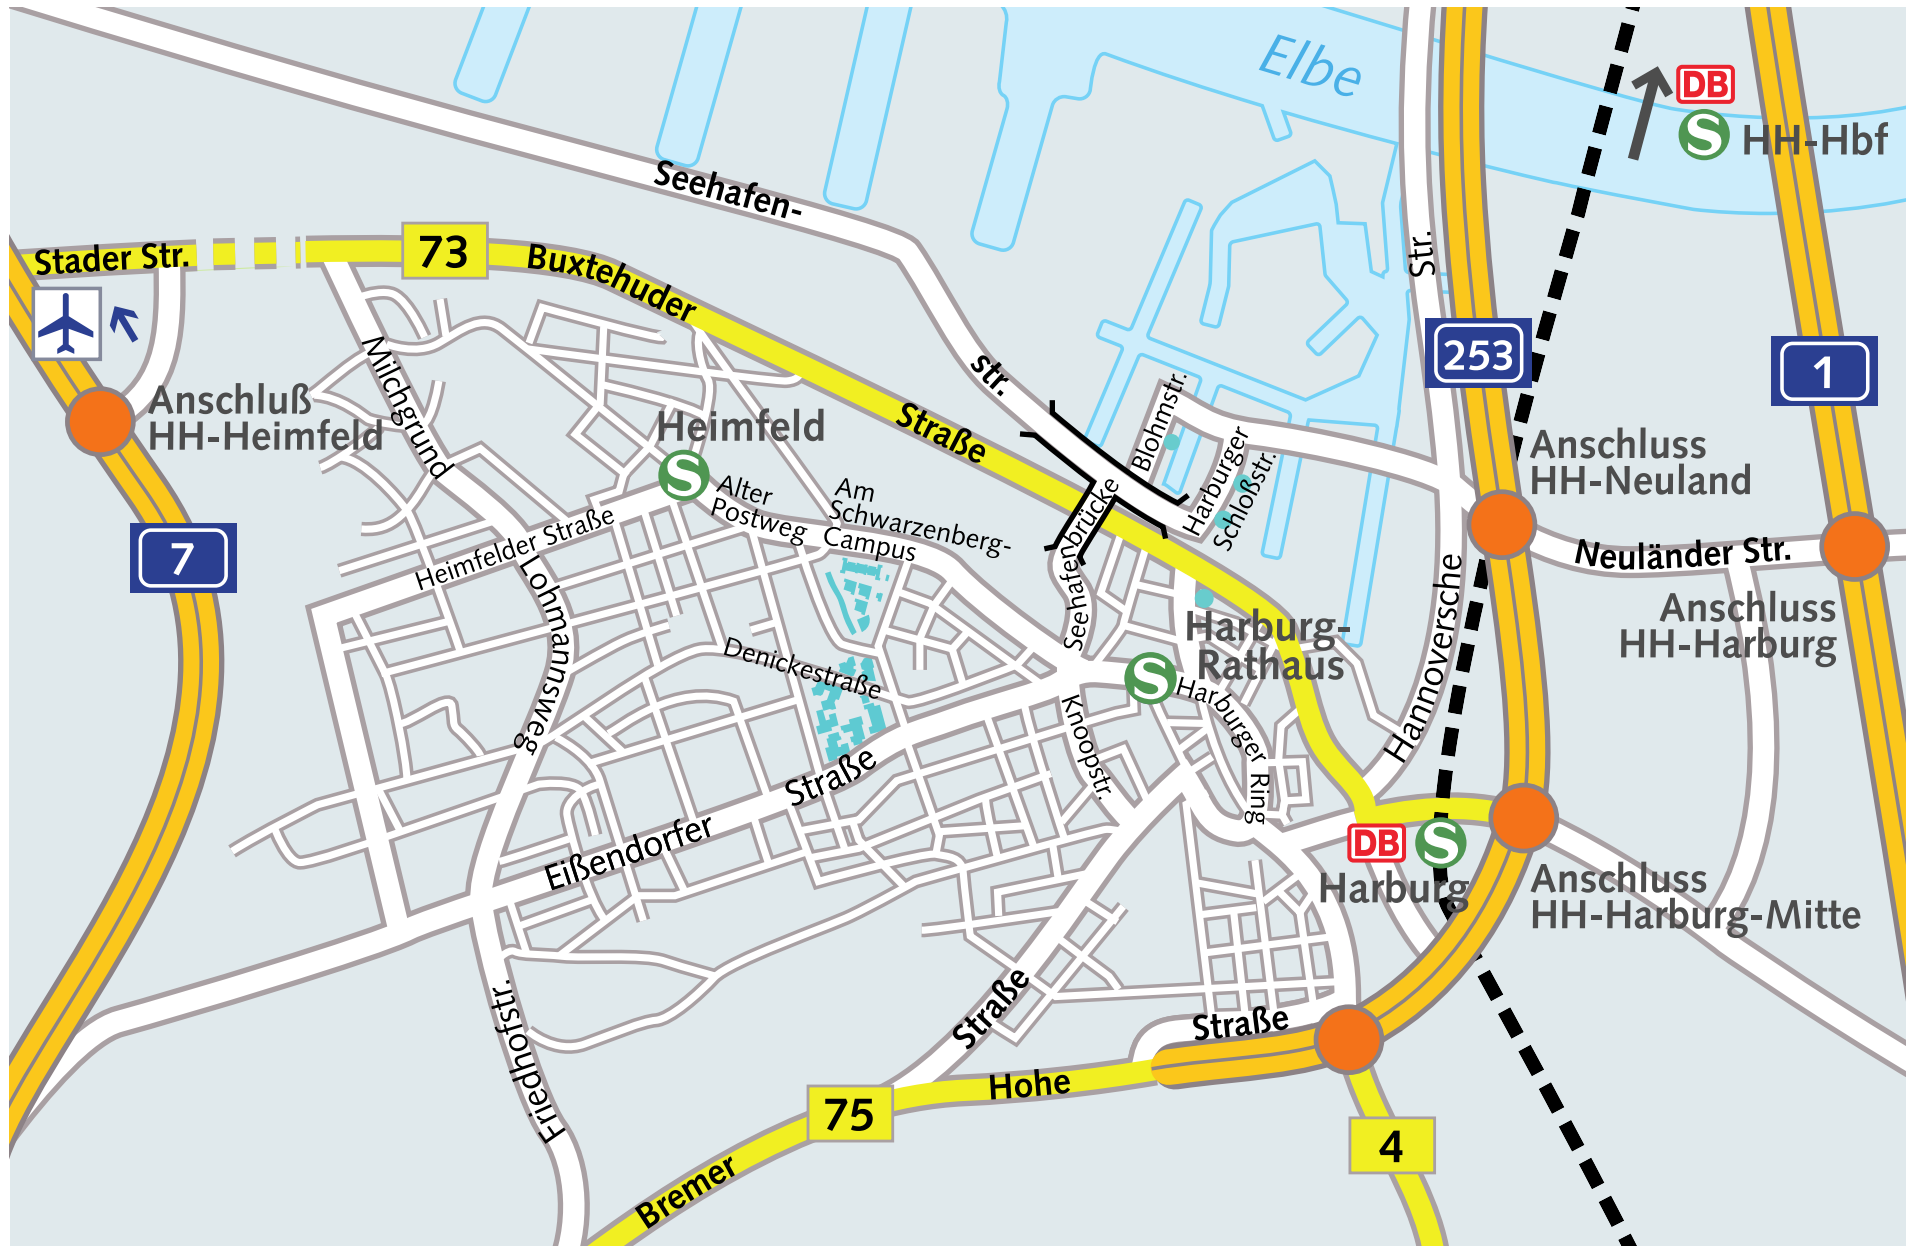 Elbe
DB
S
HH-Hbf
Seehafen-
str.
Stader Str.
73
Buxtehuder
Straße
Str.
253
1
Anschluß
HH-Heimfeld
Milchgrund
Heimfeld
S
Alter
Postweg
Am
Schwarzenberg-
Campus
Blohmstr.
Harburger
Schloßstr.
Anschluss
HH-Neuland
7
Heimfelder Straße
Lohmannsweg
Seehafenbrücke
Neuländer Str.
Anschluss
HH-Harburg
Harburg-
Rathaus
S
Denickestraße
Hannoversche
Harburger Ring
Knoopstr.
Eißendorfer
Straße
DB
S
Harburg
Anschluss
HH-Harburg-Mitte
Friedhofstr.
Straße
Straße
Hohe
75
Bremer
4